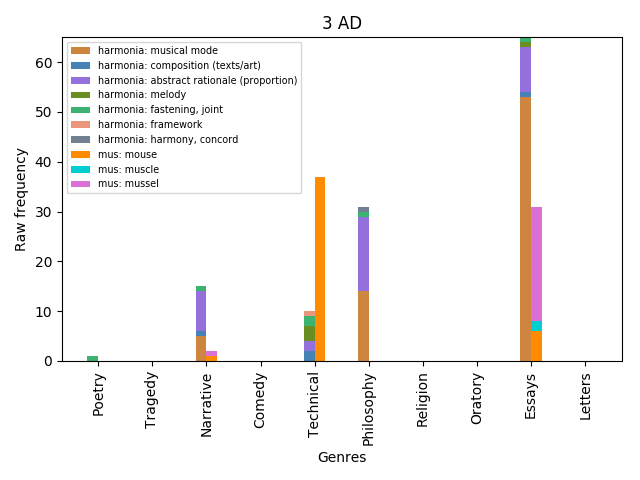 3 AD
harmonia: musical mode
harmonia: composition (texts/art)
harmonia: abstract rationale (proportion)
harmonia: melody
harmonia: fastening, joint
harmonia: framework
harmonia: harmony, concord
mus: mouse
mus: muscle
mus: mussel
Raw frequency
60
50
40
30
20
10
0
Poetry
Tragedy
Narrative
Comedy
Technical
Philosophy
Religion
Oratory
Essays
Letters
Genres